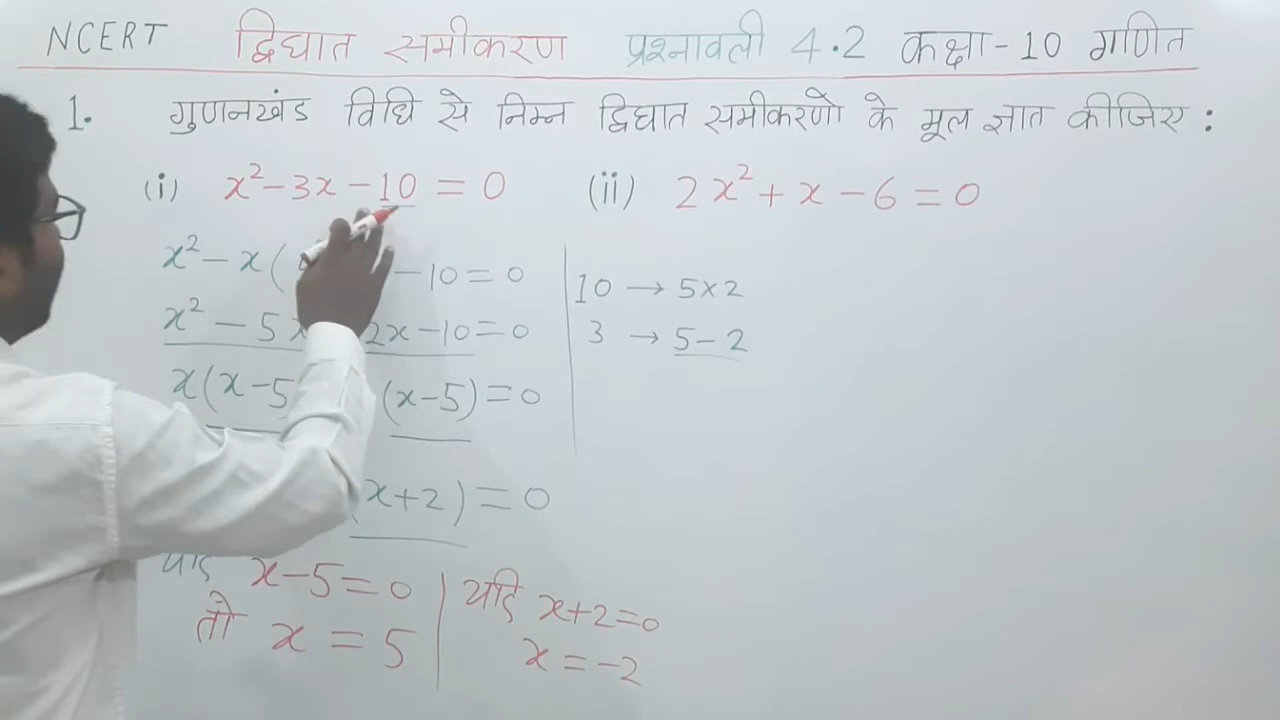 NCERT द्विघात समीकरण प्रश्नावली 4.2 कक्षा-10 गणित
1. गुणनखंड विधि से निम्न द्विघात समीकरणो के मूल ज्ञात कीजिए :
(i) x²-3x-10=0 (ii) 2x²+x-6=0
x²-x( -10=0
10 → 5×2
x²-5x 2x-10=0
3 → 5-2
x(x-5 (x-5)=0
(x+2)=0
यदि x-5=0 यदि x+2=0
तो x=5 x=-2